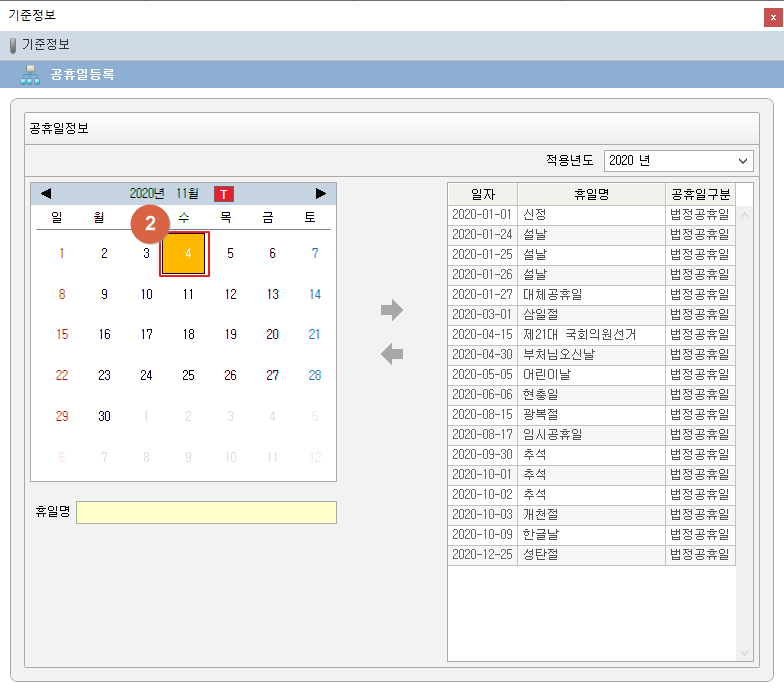 기준정보
x
기준정보
공휴일등록
공휴일정보
적용년도 2020 년
2020년 11월 T
일 월 수 목 금 토
2
1 2 3 4 5 6 7
8 9 10 11 12 13 14
15 16 17 18 19 20 21
22 23 24 25 26 27 28
29 30 1 2 3 4 5
6 7 8 9 10 11 12
휴일명
일자 휴일명 공휴일구분
2020-01-01 신정 법정공휴일
2020-01-24 설날 법정공휴일
2020-01-25 설날 법정공휴일
2020-01-26 설날 법정공휴일
2020-01-27 대체공휴일 법정공휴일
2020-03-01 삼일절 법정공휴일
2020-04-15 제21대 국회의원선거 법정공휴일
2020-04-30 부처님오신날 법정공휴일
2020-05-05 어린이날 법정공휴일
2020-06-06 현충일 법정공휴일
2020-08-15 광복절 법정공휴일
2020-08-17 임시공휴일 법정공휴일
2020-09-30 추석 법정공휴일
2020-10-01 추석 법정공휴일
2020-10-02 추석 법정공휴일
2020-10-03 개천절 법정공휴일
2020-10-09 한글날 법정공휴일
2020-12-25 성탄절 법정공휴일